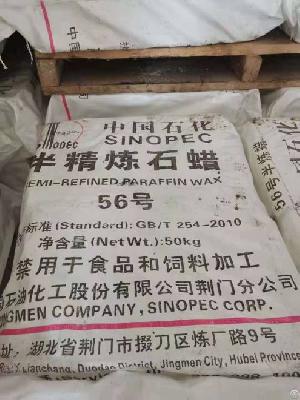 中国石化
SINOPEC
半精炼石蜡
SEMI-REFINED PARAFFIN WAX
56号
标准(Standard): GB/T 254-2010
净含量(Net Wt.): 50kg
禁用于食品和饲料加工
石油化工股份有限公司荆门分公司
JINGMEN COMPANY, SINOPEC CORP.
湖北省荆门市掇刀区炼厂路9号
Lianchang, Duodao District, Jingmen City, Hubei Province